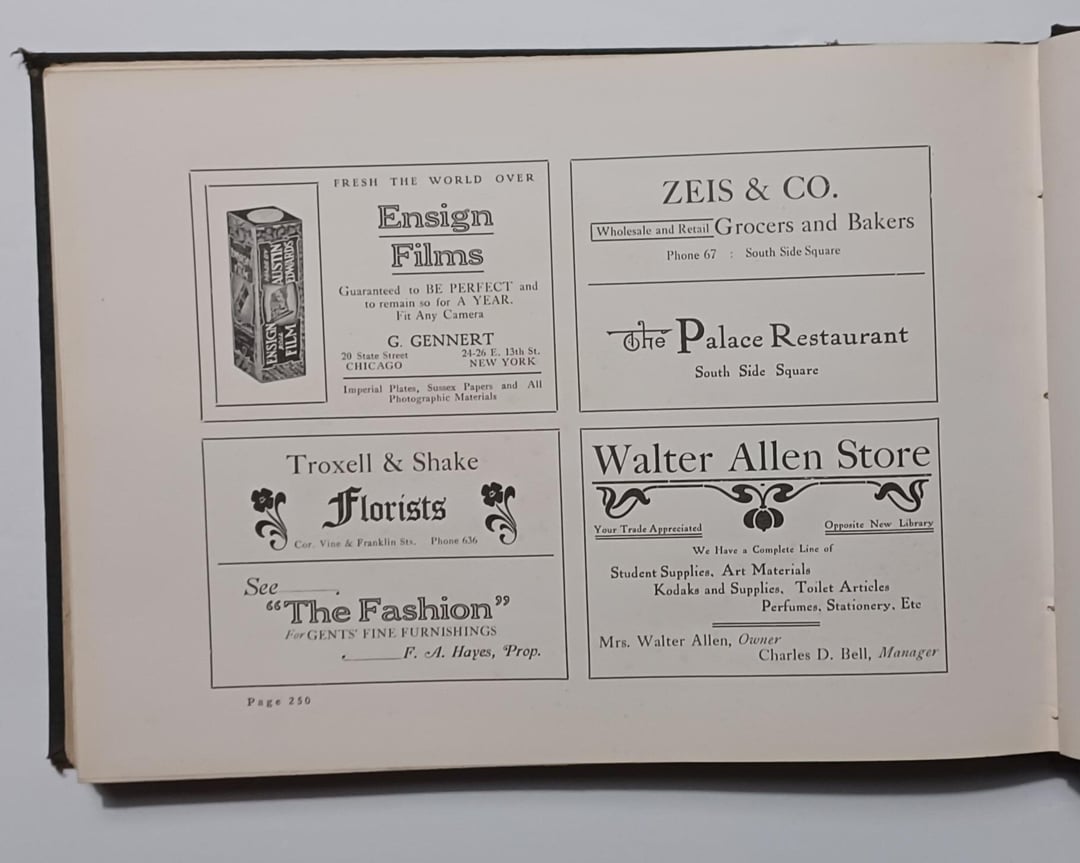 FRESH THE WORLD OVER
Ensign
Films
Guaranteed to BE PERFECT and
to remain so for A YEAR.
Fit Any Camera
G. GENNERT
20 State Street 24-26 E. 13th St.
CHICAGO NEW YORK
Imperial Plates, Sussex Papers and All
Photographic Materials
AUSTIN
EDWARDS
ENSIGN
FILM
ZEIS & CO.
Wholesale and Retail Grocers and Bakers
Phone 67 : South Side Square
The Palace Restaurant
South Side Square
Troxell & Shake
Florists
Cor. Vine & Franklin Sts. Phone 636
See
“The Fashion”
For GENTS' FINE FURNISHINGS
F. A. Hayes, Prop.
Walter Allen Store
Your Trade Appreciated Opposite New Library
We Have a Complete Line of
Student Supplies, Art Materials
Kodaks and Supplies, Toilet Articles
Perfumes, Stationery, Etc
Mrs. Walter Allen, Owner
Charles D. Bell, Manager
Page 250